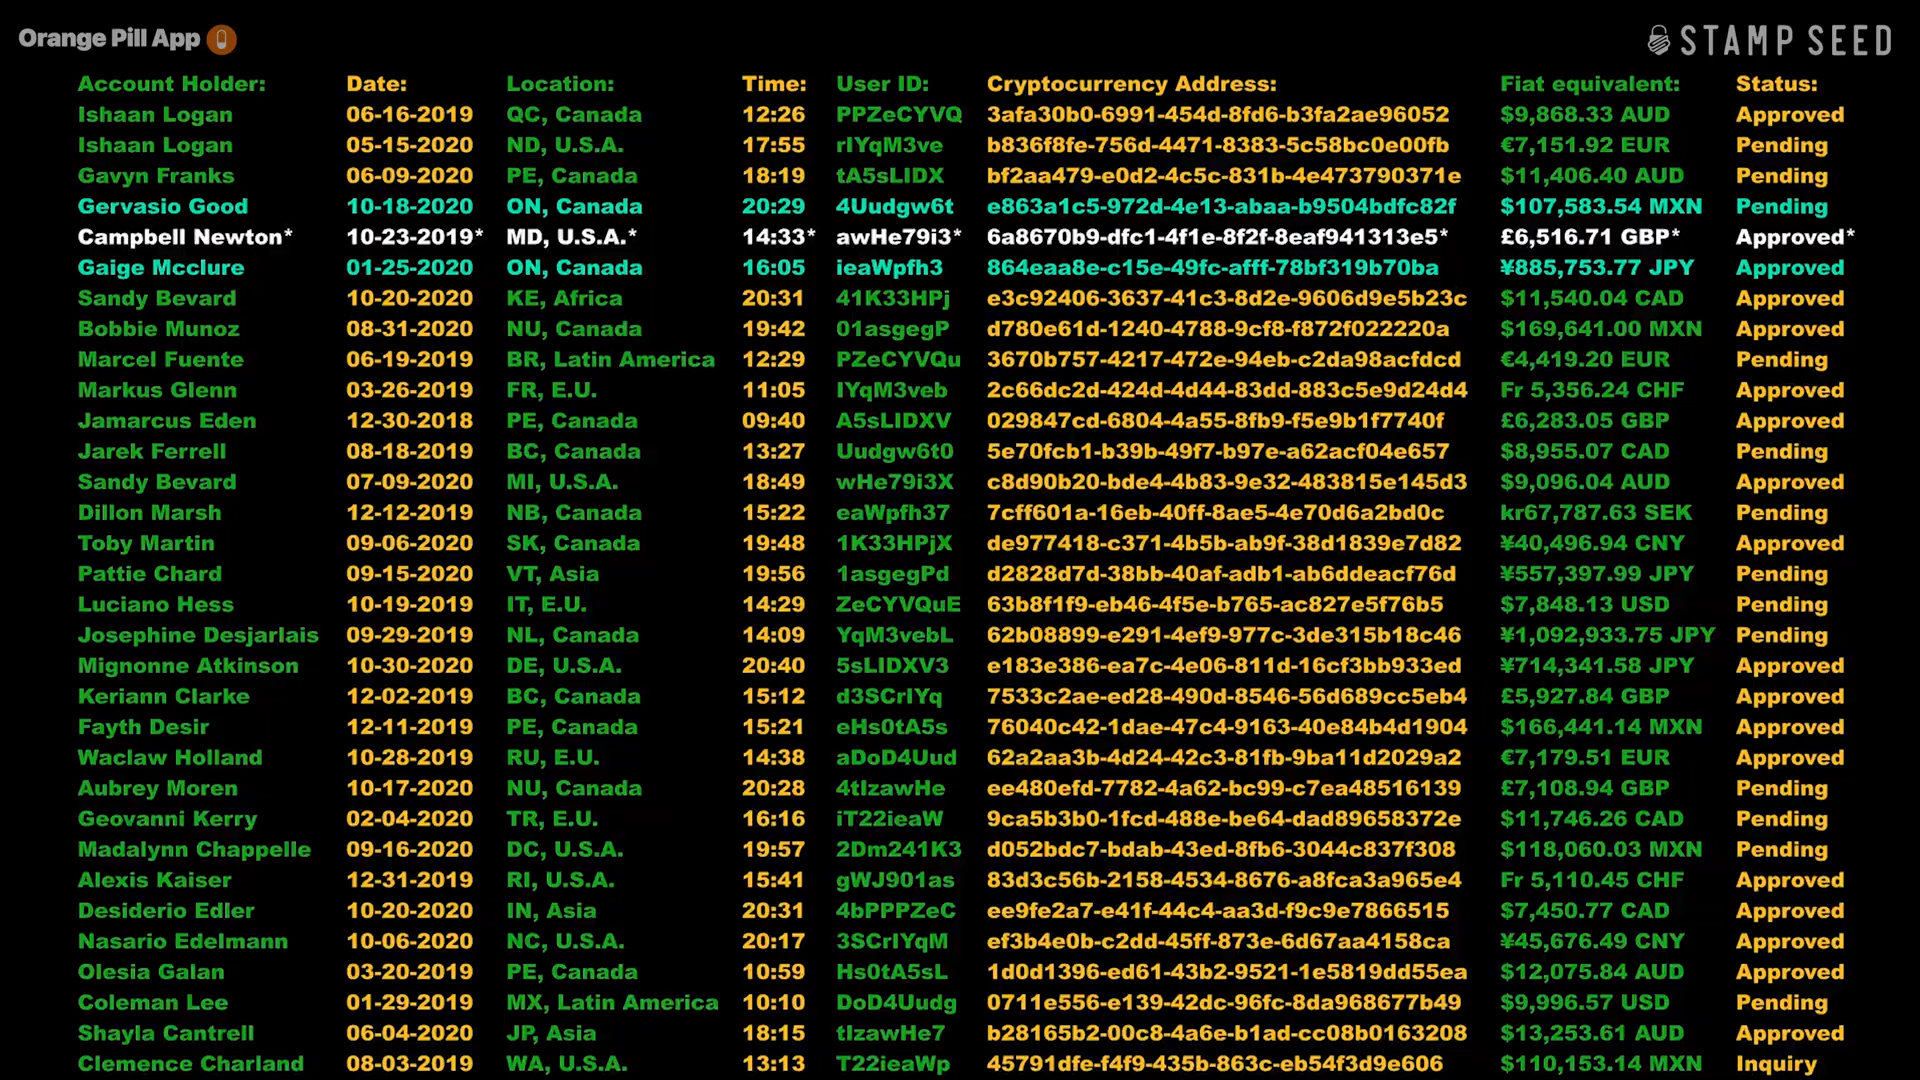 Orange Pill App
STAMP SEED
Account Holder: Date: Location: Time: User ID: Cryptocurrency Address: Fiat equivalent: Status:
Ishaan Logan 06-16-2019 QC, Canada 12:26 PPZeCYVQ 3afa30b0-6991-454d-8fd6-b3fa2ae96052 $9,868.33 AUD Approved
Ishaan Logan 05-15-2020 ND, U.S.A. 17:55 rIYqM3ve b836f8fe-756d-4471-8383-5c58bc0e00fb €7,151.92 EUR Pending
Gavyn Franks 06-09-2020 PE, Canada 18:19 tA5sLIDX bf2aa479-e0d2-4c5c-831b-4e473790371e $11,406.40 AUD Pending
Gervasio Good 10-18-2020 ON, Canada 20:29 4Uudgw6t e863a1c5-972d-4e13-abaa-b9504bdfc82f $107,583.54 MXN Pending
Campbell Newton* 10-23-2019* MD, U.S.A.* 14:33* awHe79i3* 6a8670b9-dfc1-4f1e-8f2f-8eaf941313e5* £6,516.71 GBP* Approved*
Gaige Mcclure 01-25-2020 ON, Canada 16:05 ieaWpfh3 864eaa8e-c15e-49fc-afff-78bf319b70ba ¥885,753.77 JPY Approved
Sandy Bevard 10-20-2020 KE, Africa 20:31 41K33HPj e3c92406-3637-41c3-8d2e-9606d9e5b23c $11,540.04 CAD Approved
Bobbie Munoz 08-31-2020 NU, Canada 19:42 01asgegP d780e61d-1240-4788-9cf8-f872f022220a $169,641.00 MXN Approved
Marcel Fuente 06-19-2019 BR, Latin America 12:29 PZeCYVQu 3670b757-4217-472e-94eb-c2da98acfdcd €4,419.20 EUR Pending
Markus Glenn 03-26-2019 FR, E.U. 11:05 IYqM3veb 2c66dc2d-424d-4d44-83dd-883c5e9d24d4 Fr 5,356.24 CHF Approved
Jamarcus Eden 12-30-2018 PE, Canada 09:40 A5sLIDXV 029847cd-6804-4a55-8fb9-f5e9b1f7740f £6,283.05 GBP Approved
Jarek Ferrell 08-18-2019 BC, Canada 13:27 Uudgw6t0 5e70fcb1-b39b-49f7-b97e-a62acf04e657 $8,955.07 CAD Pending
Sandy Bevard 07-09-2020 MI, U.S.A. 18:49 wHe79i3X c8d90b20-bde4-4b83-9e32-483815e145d3 $9,096.04 AUD Approved
Dillon Marsh 12-12-2019 NB, Canada 15:22 eaWpfh37 7cff601a-16eb-40ff-8ae5-4e70d6a2bd0c kr67,787.63 SEK Pending
Toby Martin 09-06-2020 SK, Canada 19:48 1K33HPjX de977418-c371-4b5b-ab9f-38d1839e7d82 ¥40,496.94 CNY Approved
Pattie Chard 09-15-2020 VT, Asia 19:56 1asgegPd d2828d7d-38bb-40af-adb1-ab6ddeacf76d ¥557,397.99 JPY Pending
Luciano Hess 10-19-2019 IT, E.U. 14:29 ZeCYVQuE 63b8f1f9-eb46-4f5e-b765-ac827e5f76b5 $7,848.13 USD Pending
Josephine Desjarlais 09-29-2019 NL, Canada 14:09 YqM3vebL 62b08899-e291-4ef9-977c-3de315b18c46 ¥1,092,933.75 JPY Pending
Mignonne Atkinson 10-30-2020 DE, U.S.A. 20:40 5sLIDXV3 e183e386-ea7c-4e06-811d-16cf3bb933ed ¥714,341.58 JPY Approved
Keriann Clarke 12-02-2019 BC, Canada 15:12 d3SCrIYq 7533c2ae-ed28-490d-8546-56d689cc5eb4 £5,927.84 GBP Approved
Fayth Desir 12-11-2019 PE, Canada 15:21 eHs0tA5s 76040c42-1dae-47c4-9163-40e84b4d1904 $166,441.14 MXN Approved
Waclaw Holland 10-28-2019 RU, E.U. 14:38 aDoD4Uud 62a2aa3b-4d24-42c3-81fb-9ba11d2029a2 €7,179.51 EUR Approved
Aubrey Moren 10-17-2020 NU, Canada 20:28 4tIzawHe ee480efd-7782-4a62-bc99-c7ea48516139 £7,108.94 GBP Pending
Geovanni Kerry 02-04-2020 TR, E.U. 16:16 iT22ieaW 9ca5b3b0-1fcd-488e-be64-dad89658372e $11,746.26 CAD Pending
Madalynn Chappelle 09-16-2020 DC, U.S.A. 19:57 2Dm241K3 d052bdc7-bdab-43ed-8fb6-3044c837f308 $118,060.03 MXN Pending
Alexis Kaiser 12-31-2019 RI, U.S.A. 15:41 gWJ901as 83d3c56b-2158-4534-8676-a8fca3a965e4 Fr 5,110.45 CHF Approved
Desiderio Edler 10-20-2020 IN, Asia 20:31 4bPPPZeC ee9fe2a7-e41f-44c4-aa3d-f9c9e7866515 $7,450.77 CAD Approved
Nasario Edelmann 10-06-2020 NC, U.S.A. 20:17 3SCrIYqM ef3b4e0b-c2dd-45ff-873e-6d67aa4158ca ¥45,676.49 CNY Approved
Olesia Galan 03-20-2019 PE, Canada 10:59 Hs0tA5sL 1d0d1396-ed61-43b2-9521-1e5819dd55ea $12,075.84 AUD Approved
Coleman Lee 01-29-2019 MX, Latin America 10:10 DoD4Uudg 0711e556-e139-42dc-96fc-8da968677b49 $9,996.57 USD Pending
Shayla Cantrell 06-04-2020 JP, Asia 18:15 tIzawHe7 b28165b2-00c8-4a6e-b1ad-cc08b0163208 $13,253.61 AUD Approved
Clemence Charland 08-03-2019 WA, U.S.A. 13:13 T22ieaWp 45791dfe-f4f9-435b-863c-eb54f3d9e606 $110,153.14 MXN Inquiry